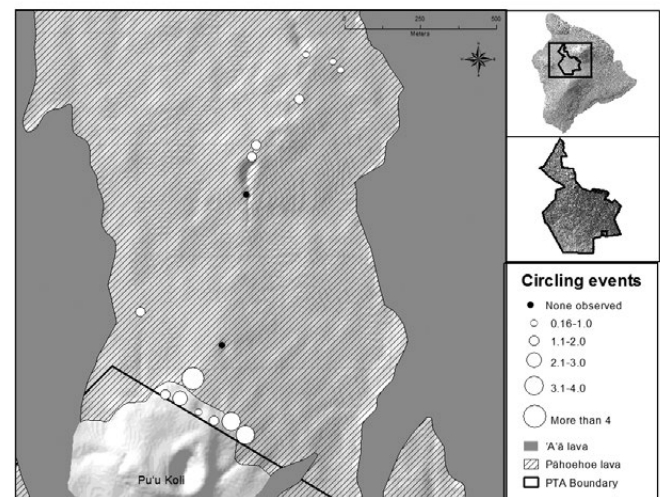 0 250 500
Meters
Circling events
None observed
0.16-1.0
1.1-2.0
2.1-3.0
3.1-4.0
More than 4
'A'ā lava
Pāhoehoe lava
PTA Boundary
Pu'u Koli